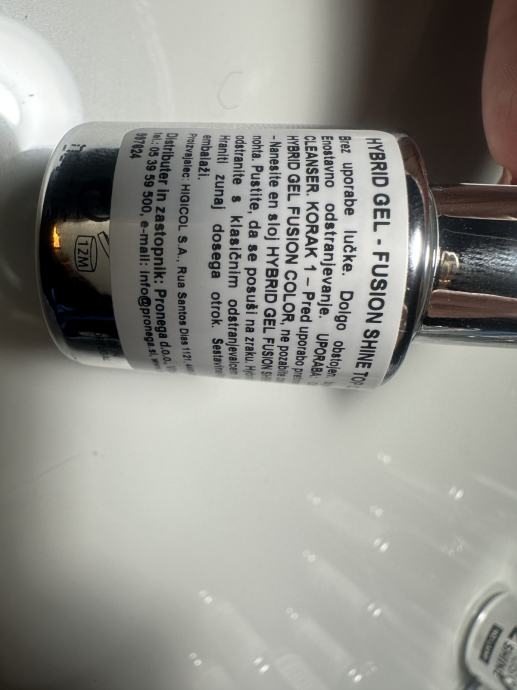 HYBRID GEL - FUSION SHINE TOP
Brez uporabe lučke. Dolgo obstojen.
Enostavno odstranjevanje. UPORABA
CLEANSER. KORAK 1 – Pred uporabo
HYBRID GEL FUSION COLOR, ne pozabite
- Nanesite en sloj HYBRID GEL FUSION
nohta. Pustite, da se posuši na zraku.
odstranite s klasičnim
Hraniti zunaj dosega otrok.
embalaži.
Proizvajalec: HIGICOL S.A., Rua Santos Dias 1121,
Distributer in zastopnik: Pronega d.o.o.,
tel.: 05 39 59 500, e-mail: info@pronega.si,
897624
12M
SHINE